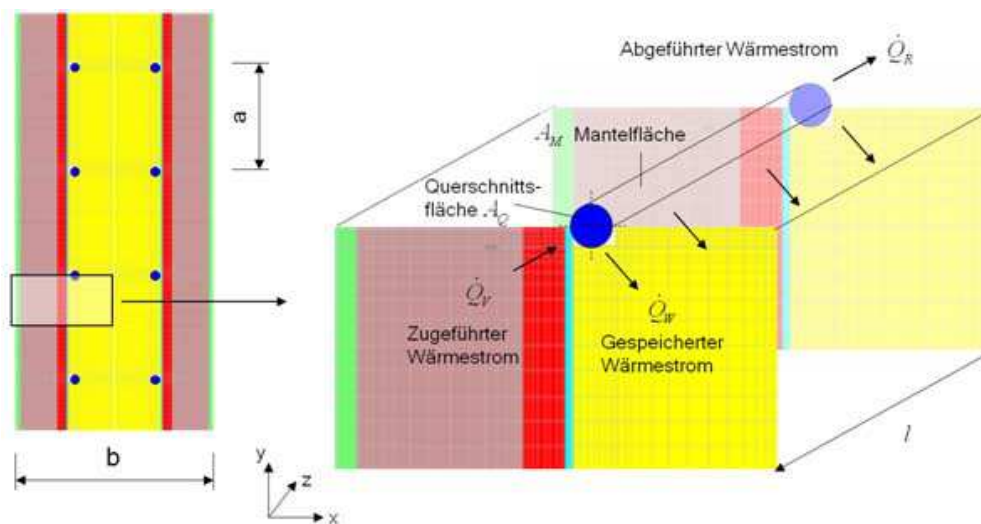 a
b
y
z
x
Abgeführter Wärmestrom
Q̇_R
A_M Mantelfläche
Querschnitts-
fläche A_Q
Q̇_V
Zugeführter
Wärmestrom
Q̇_W
Gespeicherter
Wärmestrom
l